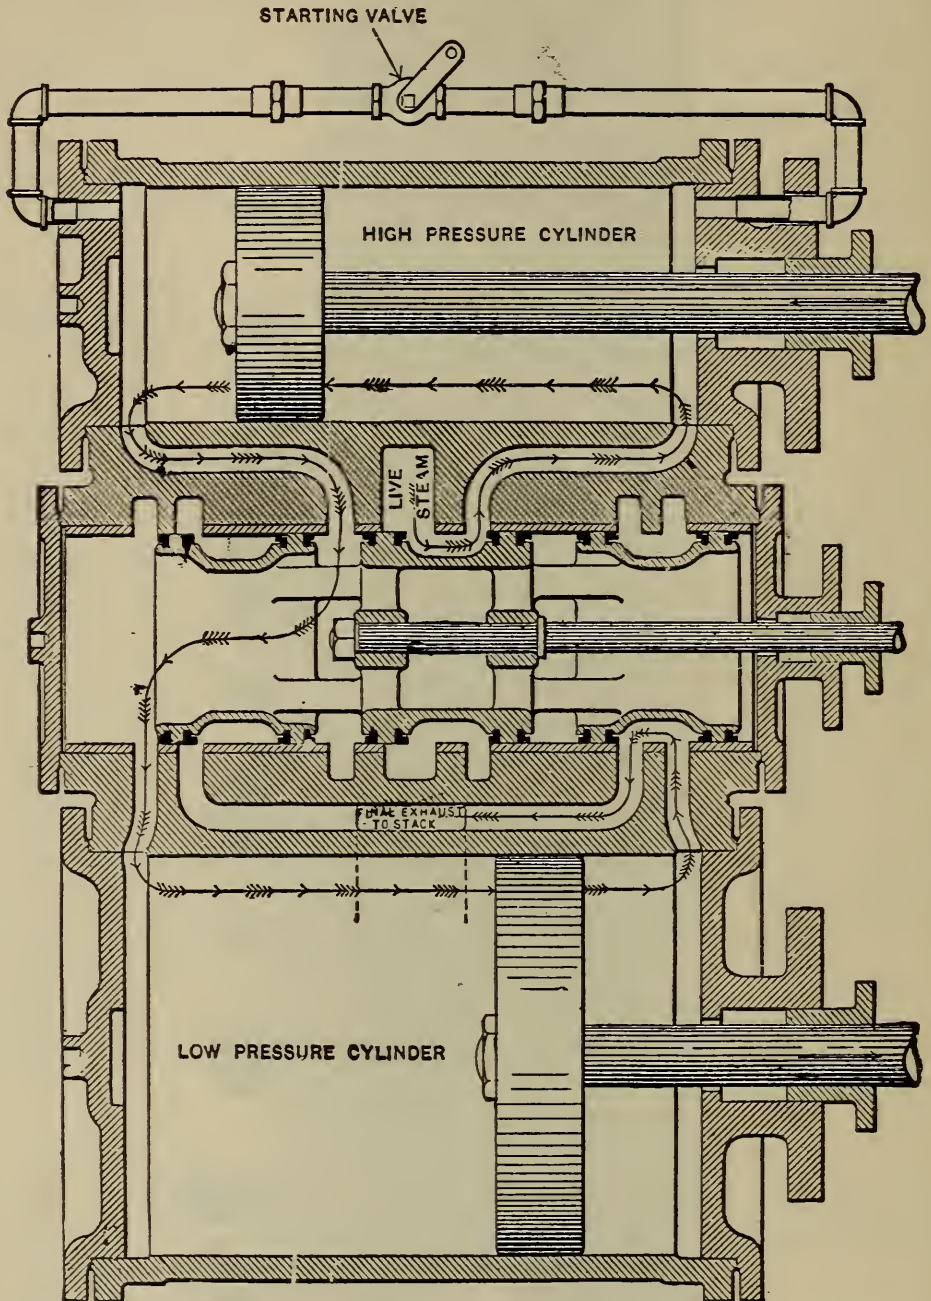 STARTING VALVE
HIGH PRESSURE CYLINDER
LIVE
STEAM
FINAL EXHAUST
TO STACK
LOW PRESSURE CYLINDER